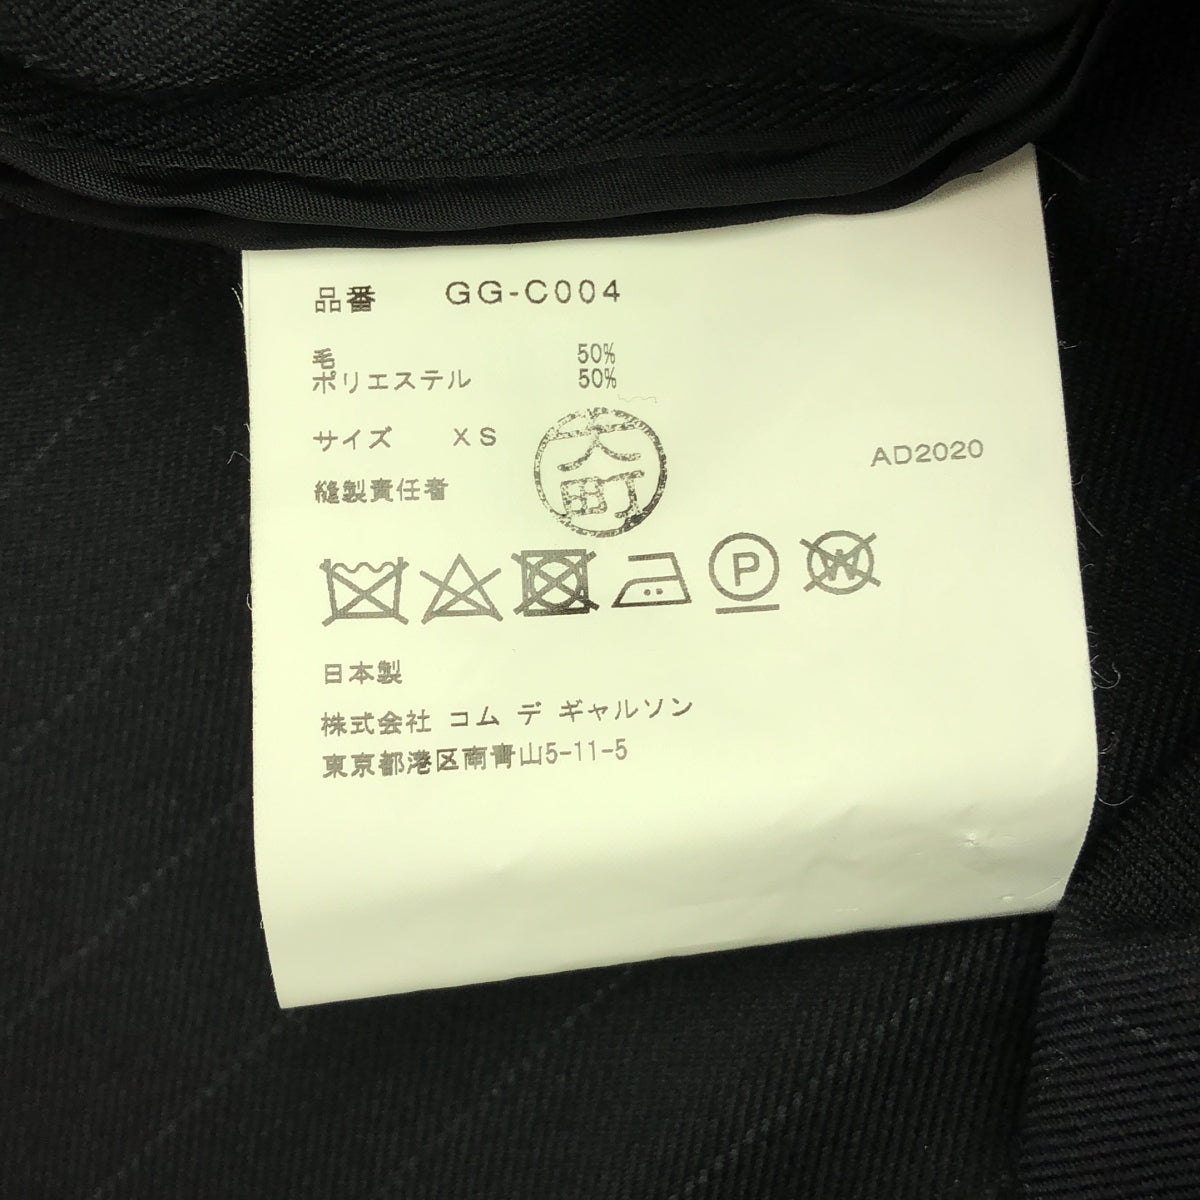 品番 GG-C004
毛 50%
ポリエステル 50%
サイズ XS
大町
AD2020
縫製責任者
P
W
日本製
株式会社 コム デ ギャルソン
東京都港区南青山5-11-5